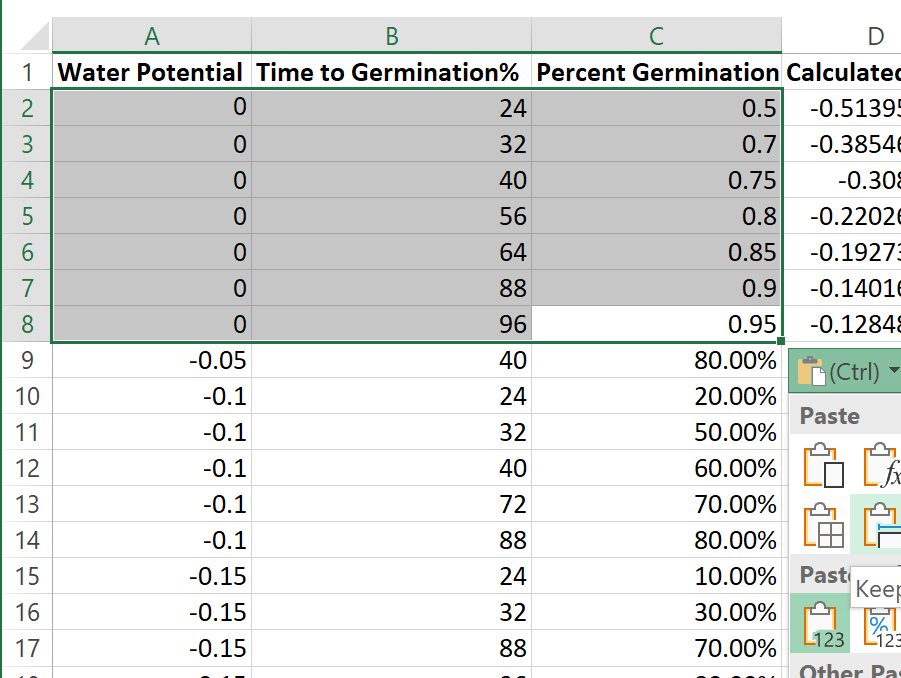 A B C D
1 Water Potential Time to Germination% Percent Germination Calculated
2 0 24 0.5 -0.51395
3 0 32 0.7 -0.38546
4 0 40 0.75 -0.308
5 0 56 0.8 -0.22026
6 0 64 0.85 -0.19273
7 0 88 0.9 -0.14016
8 0 96 0.95 -0.12848
9 -0.05 40 80.00%
(Ctrl)
10 -0.1 24 20.00%
Paste
11 -0.1 32 50.00%
12 -0.1 40 60.00%
fx
13 -0.1 72 70.00%
14 -0.1 88 80.00%
15 -0.15 24 10.00%
Paste
Keep
16 -0.15 32 30.00%
%
17 -0.15 88 70.00%
123 123
Other Pas